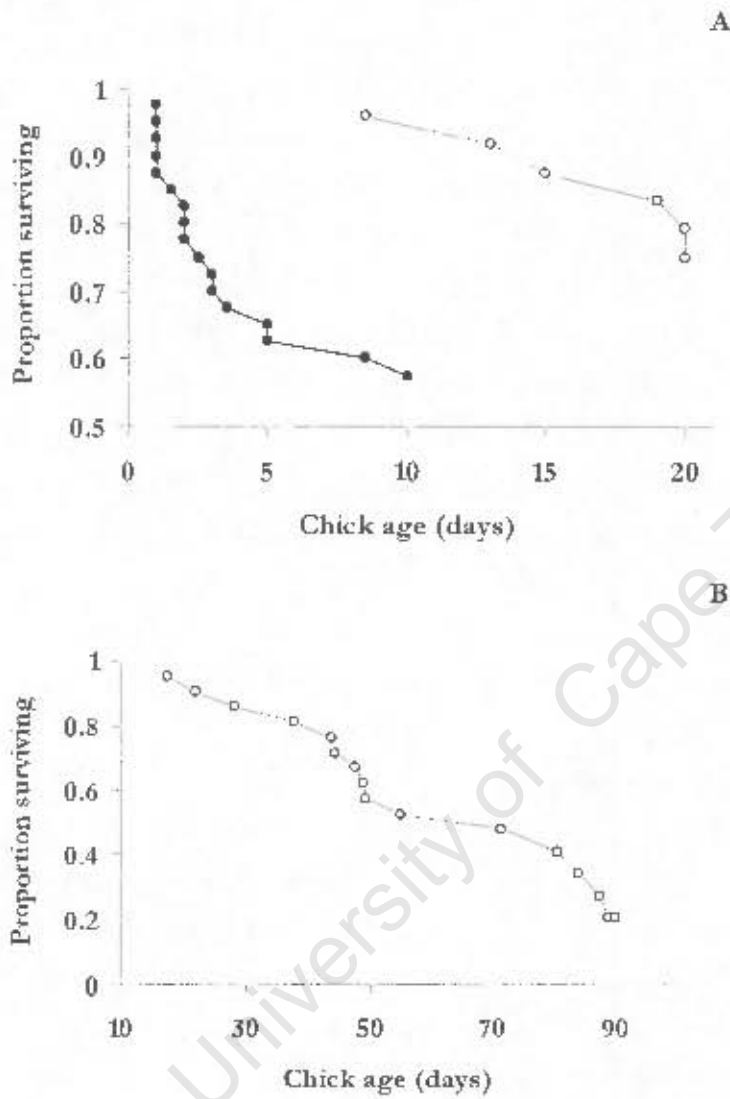 A
1
0.9
0.8
0.7
0.6
0.5
0 5 10 15 20
Proportion surviving
Chick age (days)
B
1
0.8
0.6
0.4
0.2
0
10 30 50 70 90
Proportion surviving
Chick age (days)
University of Cape T